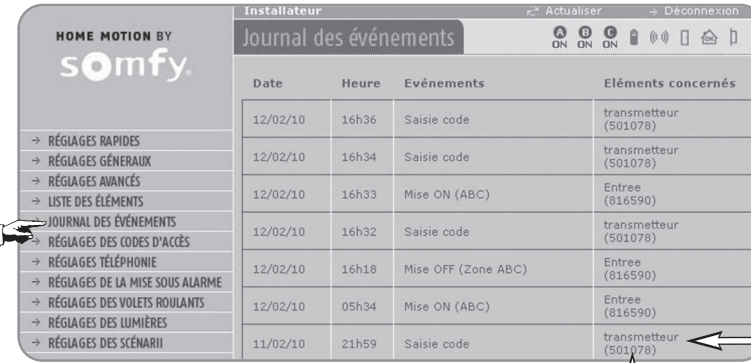 Installateur
Actualiser
→ Déconnexion
HOME MOTION BY
somfy.
Journal des événements
A B C
ON ON ON
OK
Date Heure Evénements Eléments concernés
12/02/10 16h36 Saisie code transmetteur
(501078)
12/02/10 16h34 Saisie code transmetteur
(501078)
12/02/10 16h33 Mise ON (ABC) Entree
(816590)
12/02/10 16h32 Saisie code transmetteur
(501078)
12/02/10 16h18 Mise OFF (Zone ABC) Entree
(816590)
12/02/10 05h34 Mise ON (ABC) Entree
(816590)
11/02/10 21h59 Saisie code transmetteur
(501078)
→ RÉGLAGES RAPIDES
→ RÉGLAGES GÉNERAUX
→ RÉGLAGES AVANCÉS
→ LISTE DES ÉLÉMENTS
JOURNAL DES ÉVÉNEMENTS
→ RÉGLAGES DES CODES D'ACCÈS
→ RÉGLAGES TÉLÉPHONIE
→ RÉGLAGES DE LA MISE SOUS ALARME
→ RÉGLAGES DES VOLETS ROULANTS
→ RÉGLAGES DES LUMIÈRES
→ RÉGLAGES DES SCÉNARII